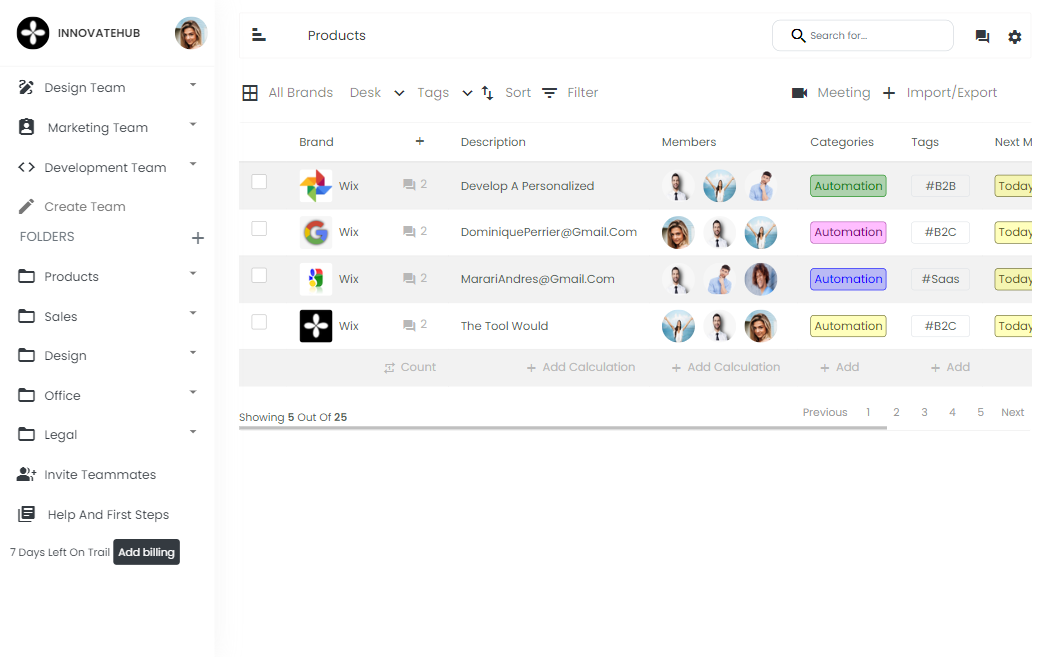 INNOVATEHUB
Design Team
Marketing Team
Development Team
Create Team
FOLDERS
Products
Sales
Design
Office
Legal
Invite Teammates
Help And First Steps
7 Days Left On Trail Add billing
Products
Search for...
All Brands Desk Tags Sort Filter Meeting Import/Export
Brand + Description Members Categories Tags Next M
Wix 2 Develop A Personalized Automation #B2B Today
Wix 2 DominiquePerrier@Gmail.Com Automation #B2C Today
Wix 2 MarariAndres@Gmail.Com Automation #Saas Today
Wix 2 The Tool Would Automation #B2C Today
Count + Add Calculation + Add Calculation + Add + Add
Showing 5 Out Of 25
Previous 1 2 3 4 5 Next